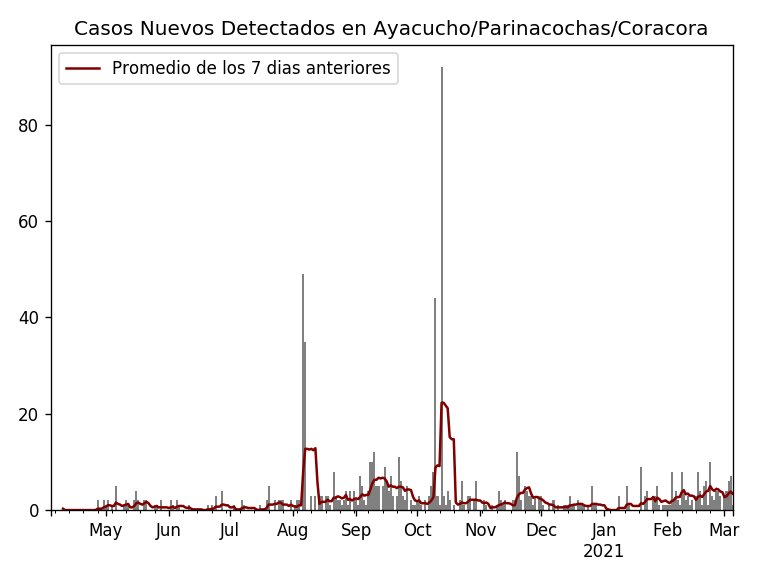 Casos Nuevos Detectados en Ayacucho/Parinacochas/Coracora
Promedio de los 7 dias anteriores
80
60
40
20
0
May Jun Jul Aug Sep Oct Nov Dec Jan Feb Mar
2021